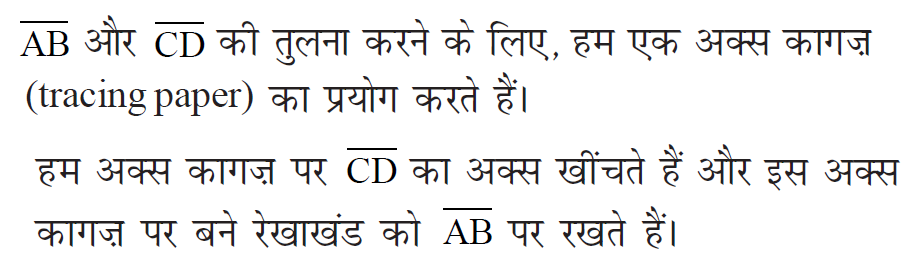 $\overline{AB}$ और $\overline{CD}$ की तुलना करने के लिए, हम एक अक्स कागज़
(tracing paper) का प्रयोग करते हैं।
हम अक्स कागज़ पर $\overline{CD}$ का अक्स खींचते हैं और इस अक्स
कागज़ पर बने रेखाखंड को $\overline{AB}$ पर रखते हैं।